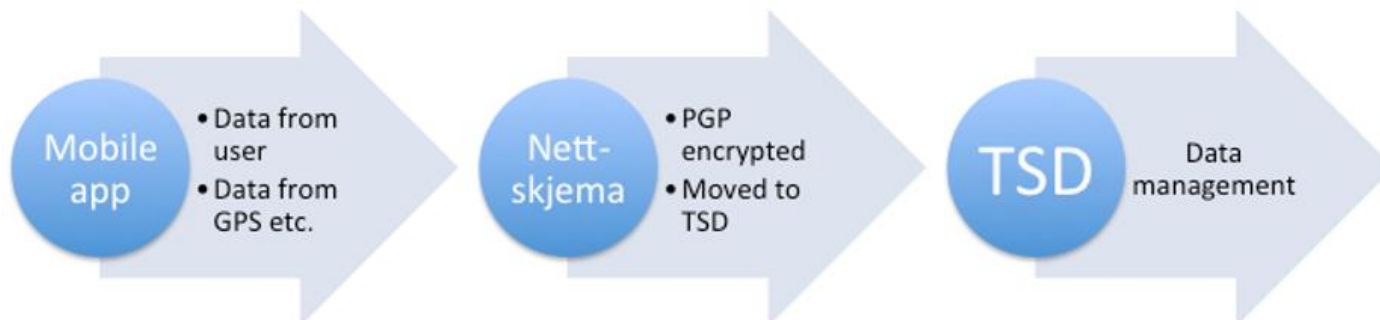 Mobile
app
• Data from
user
• Data from
GPS etc.
Nett-
skjema
• PGP
encrypted
• Moved to
TSD
TSD
Data
management